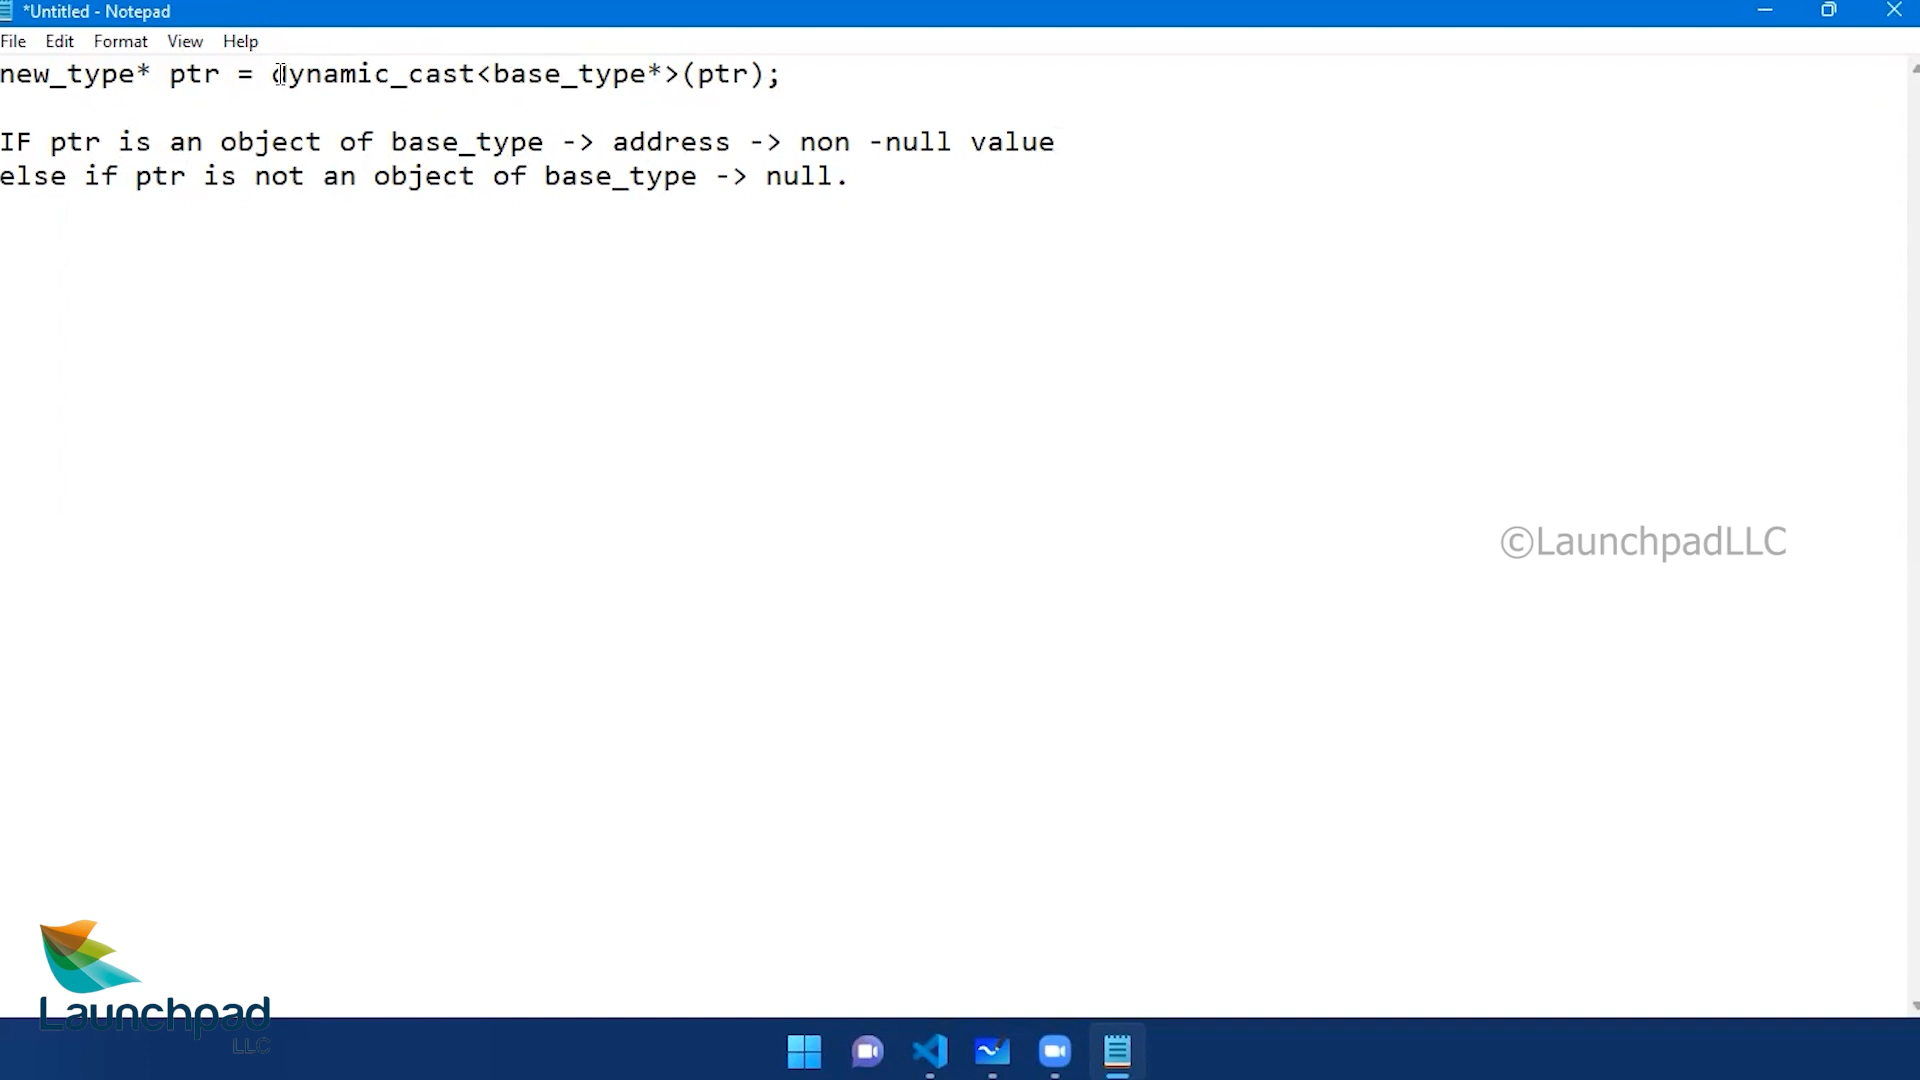 *Untitled - Notepad
File Edit Format View Help
new_type* ptr = dynamic_cast<base_type*>(ptr);
IF ptr is an object of base_type -> address -> non -null value
else if ptr is not an object of base_type -> null.
©LaunchpadLLC
Launchpad
LLC